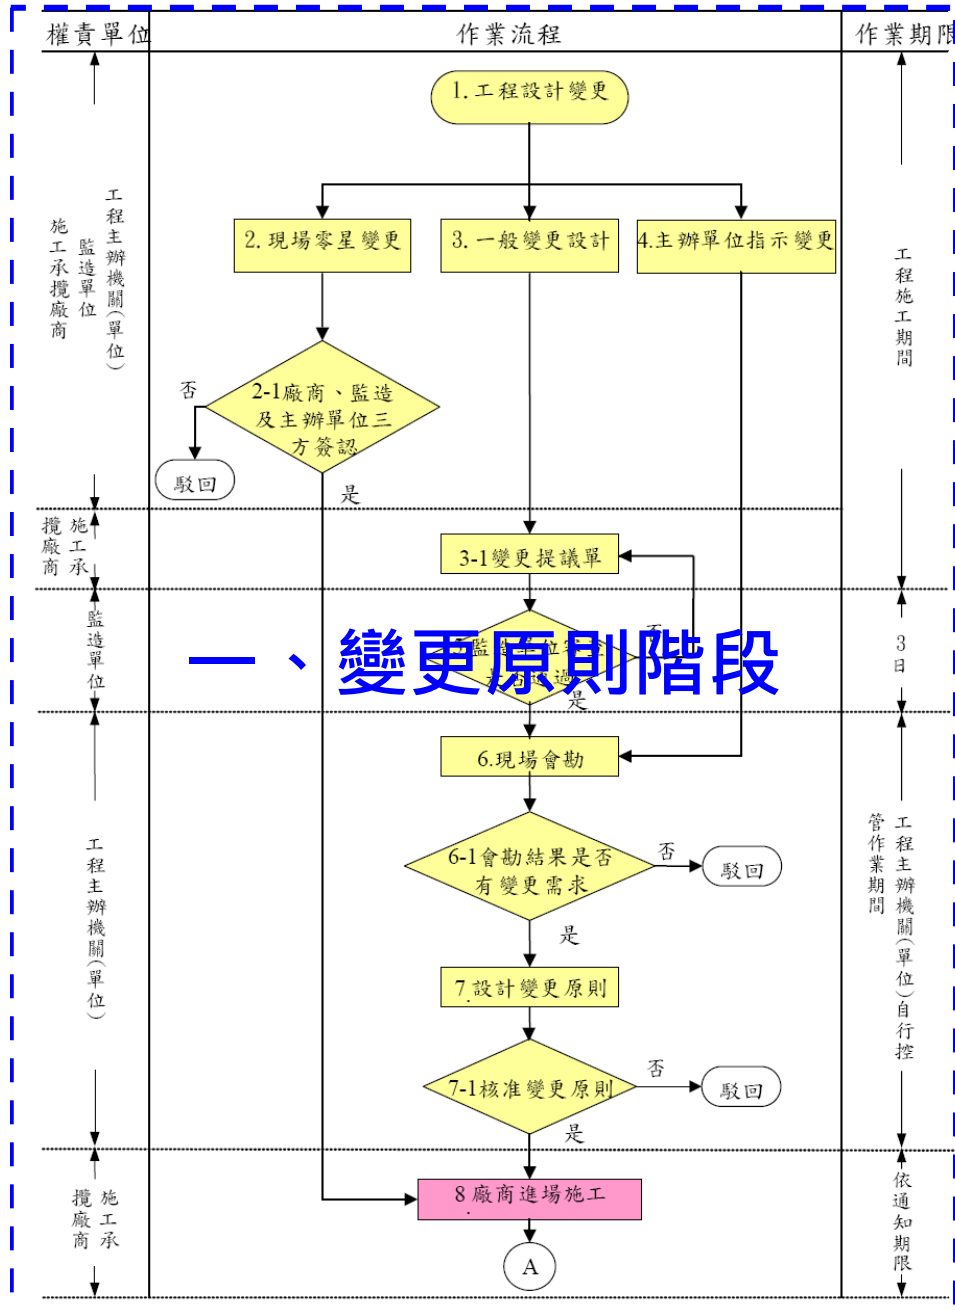 權責單位
作業流程
作業期限
1.工程設計變更
2.現場零星變更
3.一般變更設計
4.主辦單位指示變更
工程主辦機關(單位)
監造單位
施工承攬廠商
工程施工期間
2-1廠商、監造
及主辦單位三
方簽認
否
駁回
是
施工承
攬廠商
3-1變更提議單
監造單位
監造單位審查
是否通過
否
是
3日
一、變更原則階段
6.現場會勘
工程主辦機關(單位)
工程主辦機關(單位)自行控
管作業期間
6-1會勘結果是否
有變更需求
否
駁回
是
7.設計變更原則
7-1核准變更原則
否
駁回
是
施工承
攬廠商
8.廠商進場施工
依通知期限
A